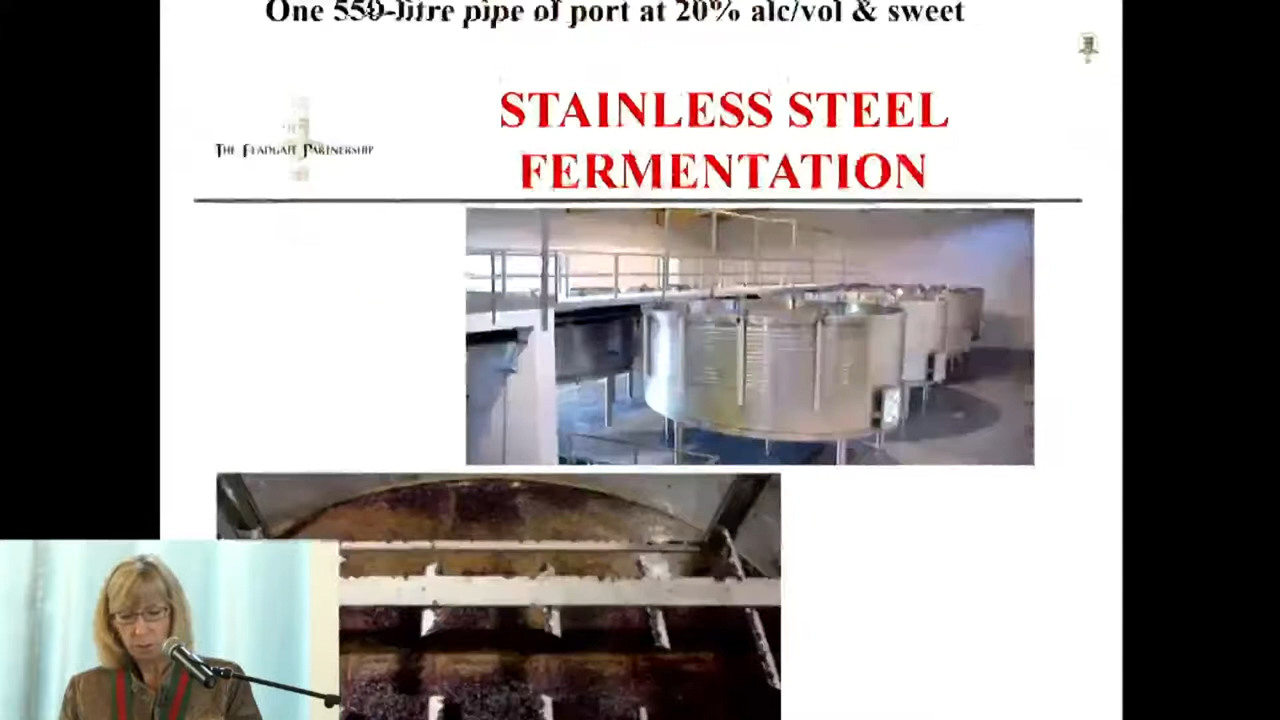 One 550-litre pipe of port at 20% alc/vol & sweet
STAINLESS STEEL
THE FLADGATE PARTNERSHIP
FERMENTATION